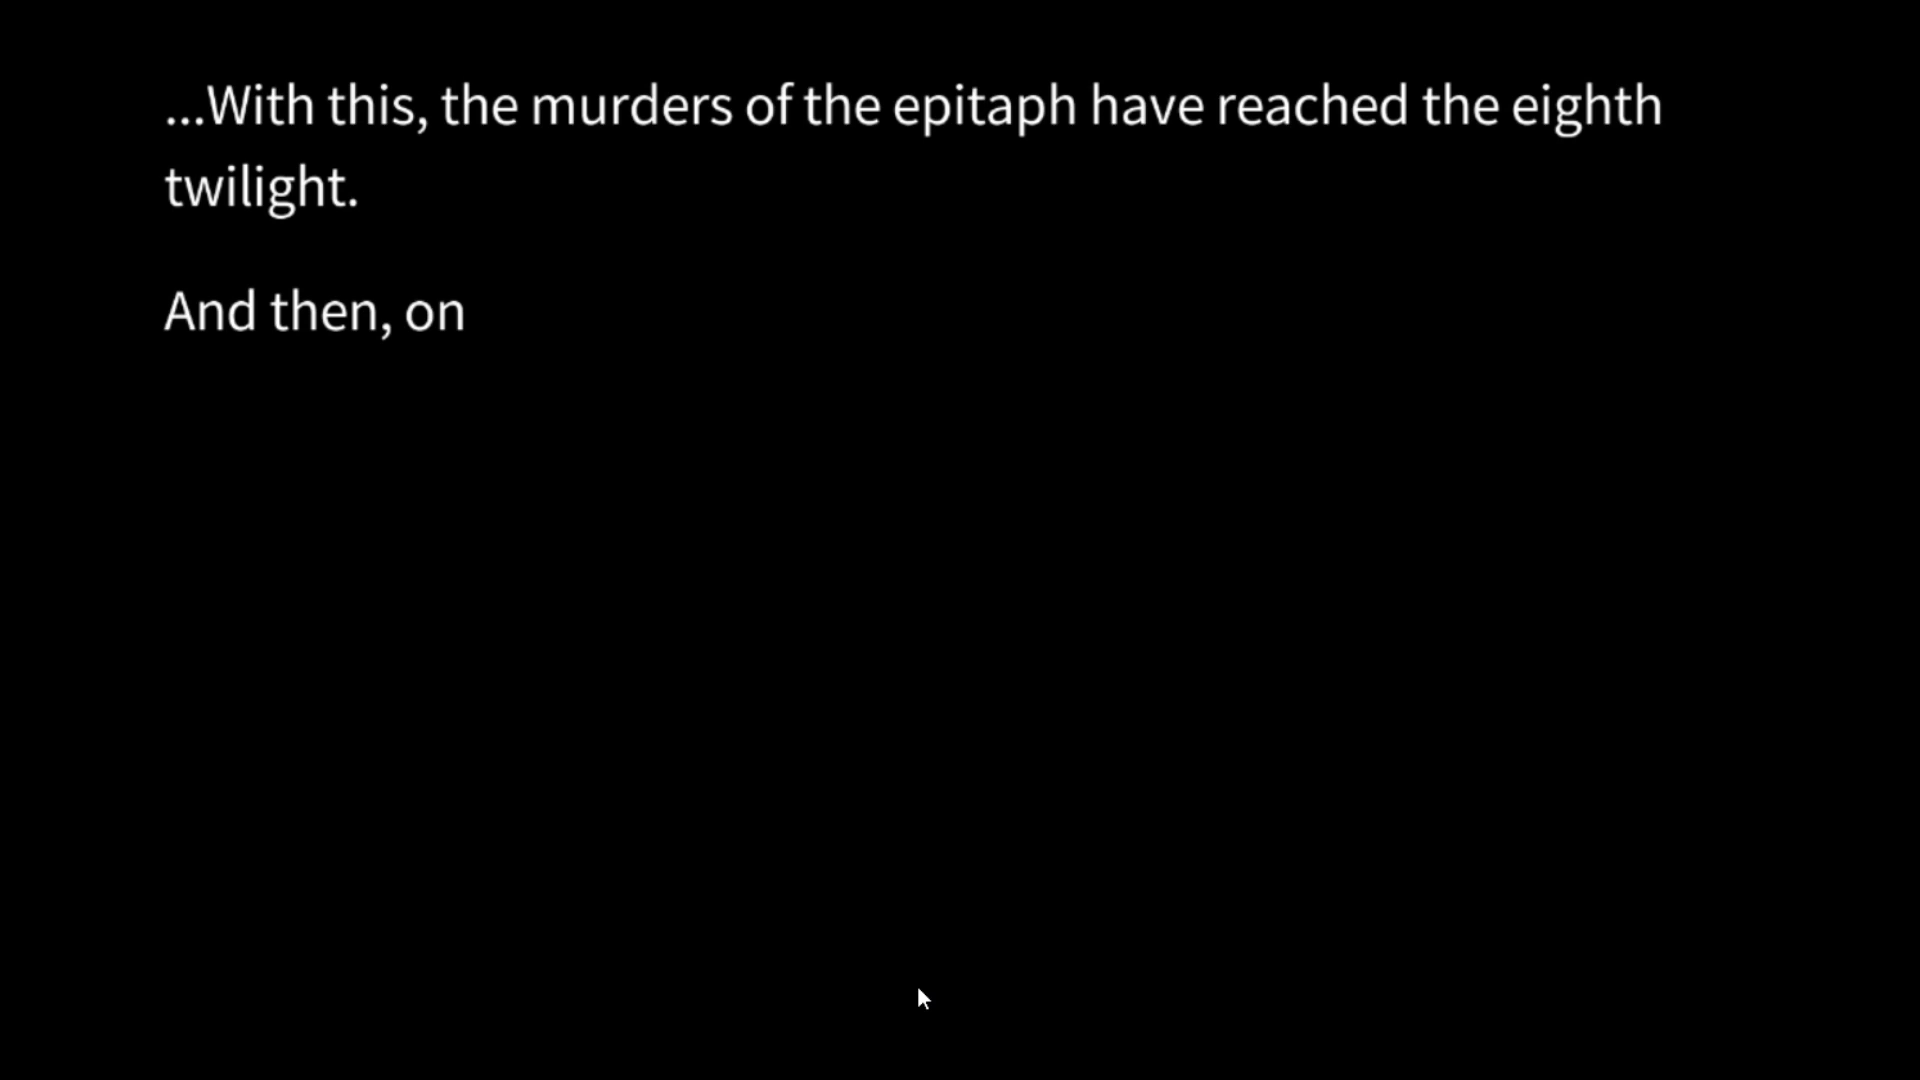 ...With this, the murders of the epitaph have reached the eighth
twilight.
And then, on